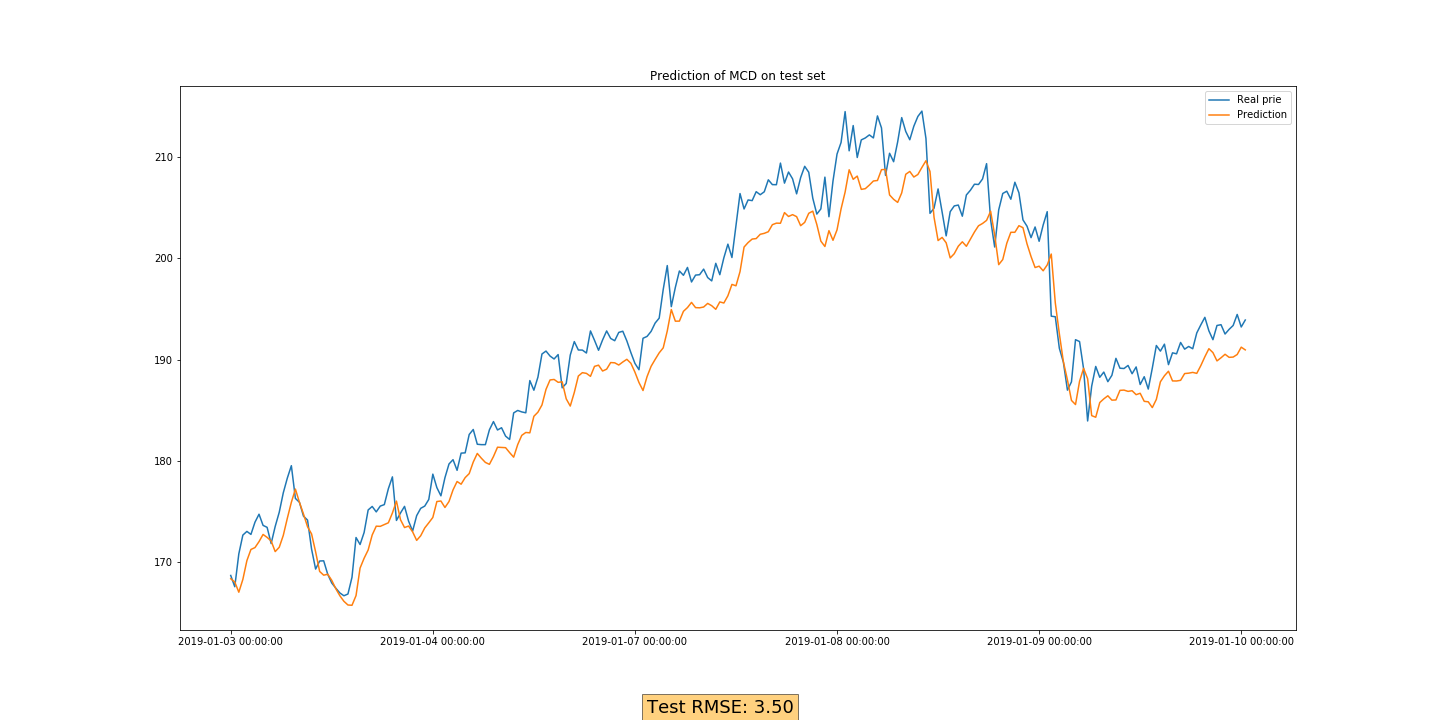 Prediction of MCD on test set
Real prie
Prediction
210
200
190
180
170
2019-01-03 00:00:00
2019-01-04 00:00:00
2019-01-07 00:00:00
2019-01-08 00:00:00
2019-01-09 00:00:00
2019-01-10 00:00:00
Test RMSE: 3.50